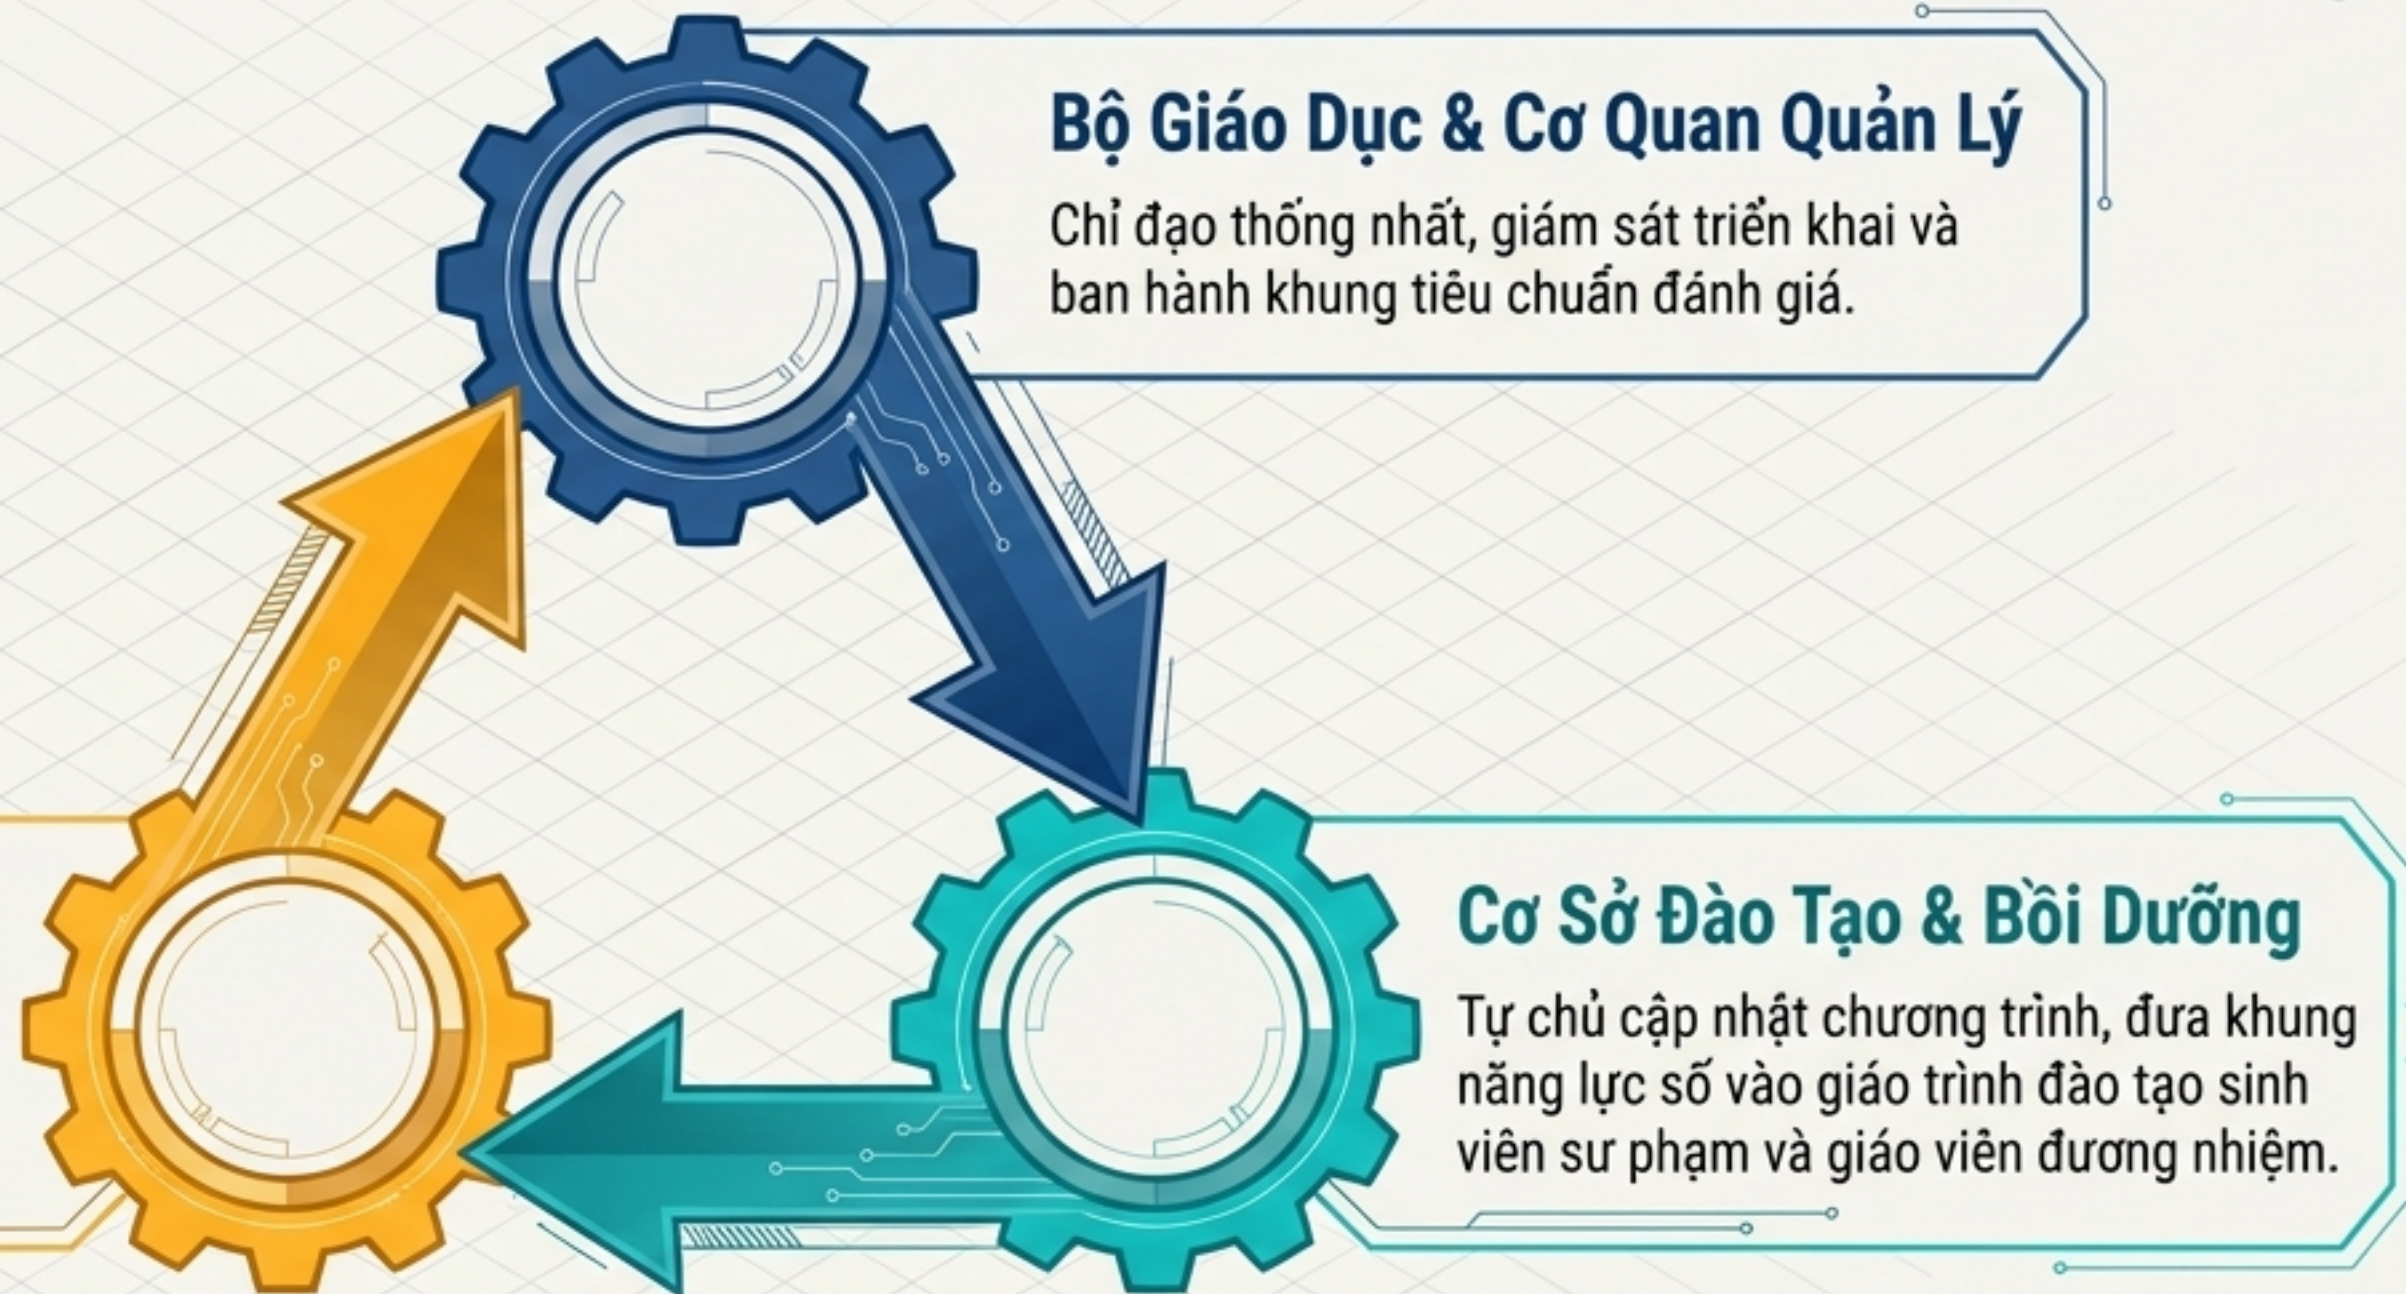 Bộ Giáo Dục & Cơ Quan Quản Lý
Chỉ đạo thống nhất, giám sát triển khai và
ban hành khung tiêu chuẩn đánh giá.
Cơ Sở Đào Tạo & Bồi Dưỡng
Tự chủ cập nhật chương trình, đưa khung
năng lực số vào giáo trình đào tạo sinh
viên sư phạm và giáo viên đương nhiệm.